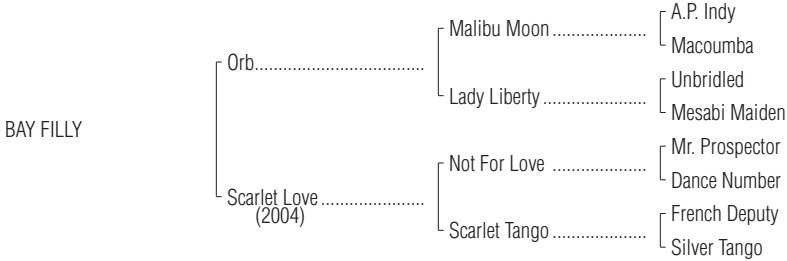 A.P. Indy
Malibu Moon ....................
Macoumba
Orb....................................
Unbridled
Lady Liberty ......................
Mesabi Maiden
BAY FILLY
Mr. Prospector
Not For Love ....................
Dance Number
Scarlet Love ......................
(2004)
French Deputy
Scarlet Tango ....................
Silver Tango